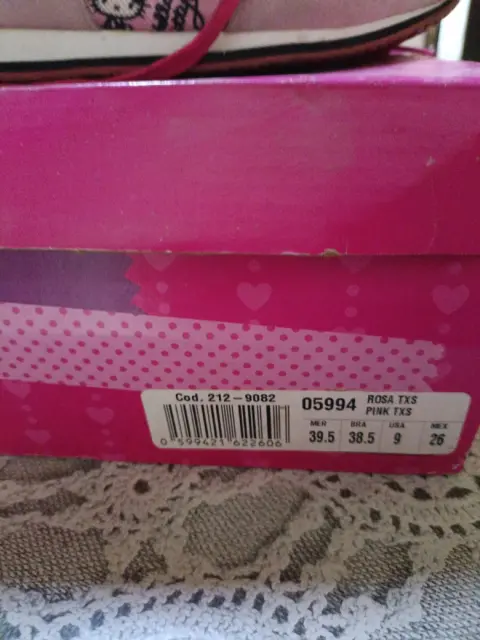 Cod. 212-9082
05994 ROSA TXS
PINK TXS
MER BRA USA MEX
39.5 38.5 9 26
0 599421 622606